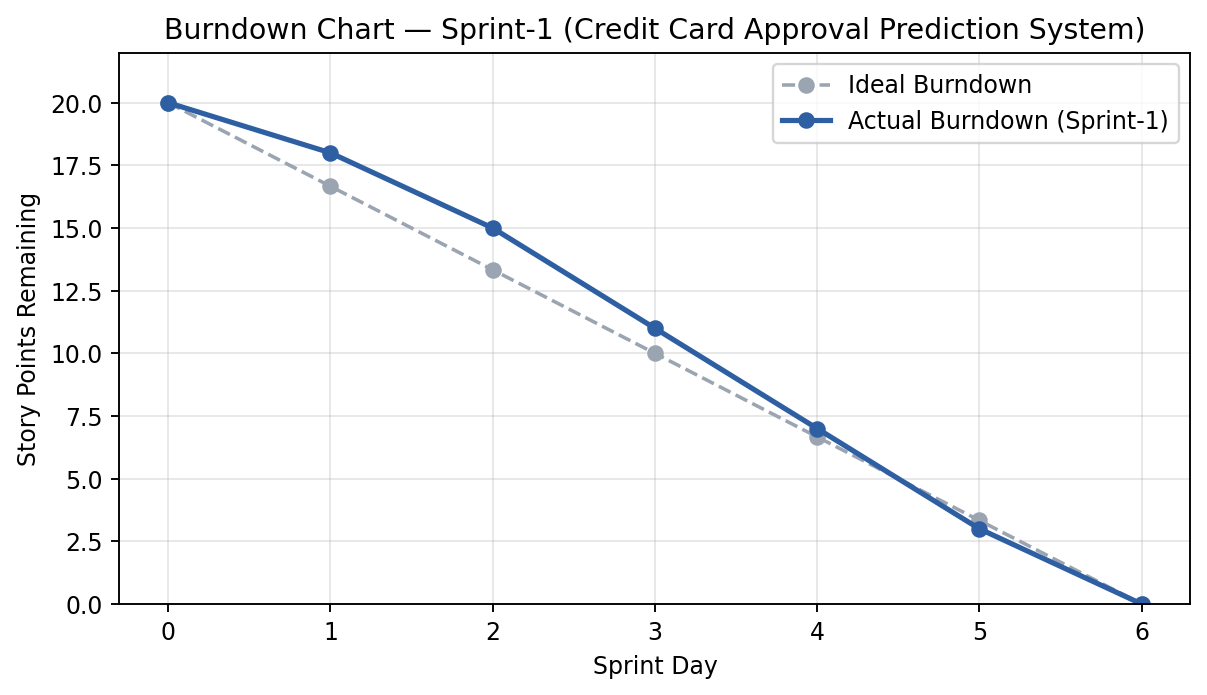 Burndown Chart — Sprint-1 (Credit Card Approval Prediction System)
Ideal Burndown
Actual Burndown (Sprint-1)
Story Points Remaining
20.0
17.5
15.0
12.5
10.0
7.5
5.0
2.5
0.0
0 1 2 3 4 5 6
Sprint Day